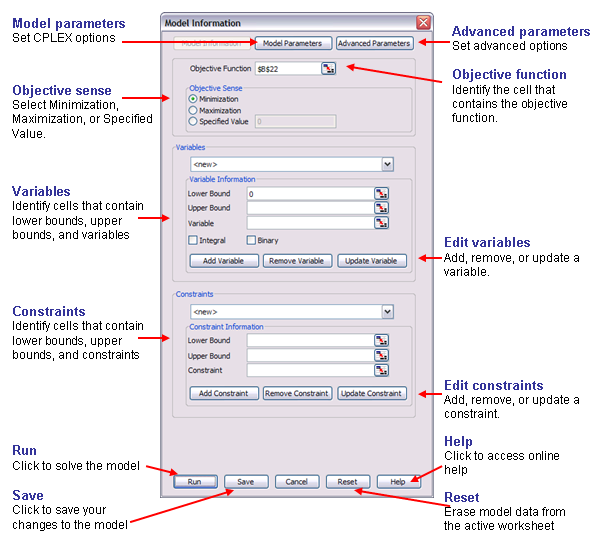 Model parameters
Set CPLEX options
Objective sense
Select Minimization,
Maximization, or Specified
Value.
Variables
Identify cells that contain
lower bounds, upper
bounds, and variables
Constraints
Identify cells that contain
lower bounds, upper
bounds, and constraints
Run
Click to solve the model
Save
Click to save your
changes to the model
Model Information
Model Information Model Parameters Advanced Parameters
Objective Function $B$22
Objective Sense
Minimization
Maximization
Specified Value 0
Variables
<new>
Variable Information
Lower Bound 0
Upper Bound
Variable
Integral Binary
Add Variable Remove Variable Update Variable
Constraints
<new>
Constraint Information
Lower Bound
Upper Bound
Constraint
Add Constraint Remove Constraint Update Constraint
Run Save Cancel Reset Help
Advanced parameters
Set advanced options
Objective function
Identify the cell that
contains the objective
function.
Edit variables
Add, remove, or update a
variable.
Edit constraints
Add, remove, or update a
constraint.
Help
Click to access online
help
Reset
Erase model data from
the active worksheet